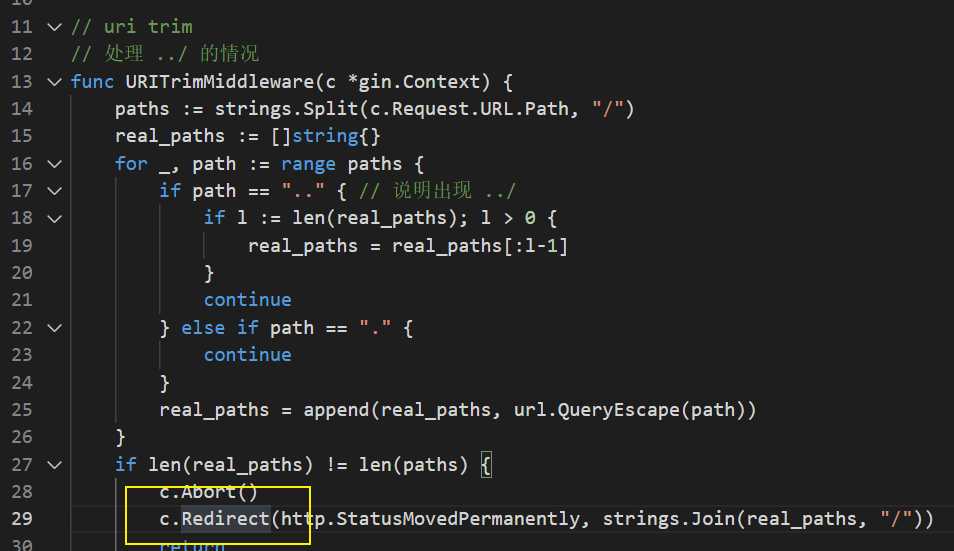 11 // uri trim
12 // 处理 ../ 的情况
13 func URITrimMiddleware(c *gin.Context) {
14 paths := strings.Split(c.Request.URL.Path, "/")
15 real_paths := []string{}
16 for _, path := range paths {
17 if path == ".." { // 说明出现 ../
18 if l := len(real_paths); l > 0 {
19 real_paths = real_paths[:l-1]
20 }
21 continue
22 } else if path == "." {
23 continue
24 }
25 real_paths = append(real_paths, url.QueryEscape(path))
26 }
27 if len(real_paths) != len(paths) {
28 c.Abort()
29 c.Redirect(http.StatusMovedPermanently, strings.Join(real_paths, "/"))
30 return